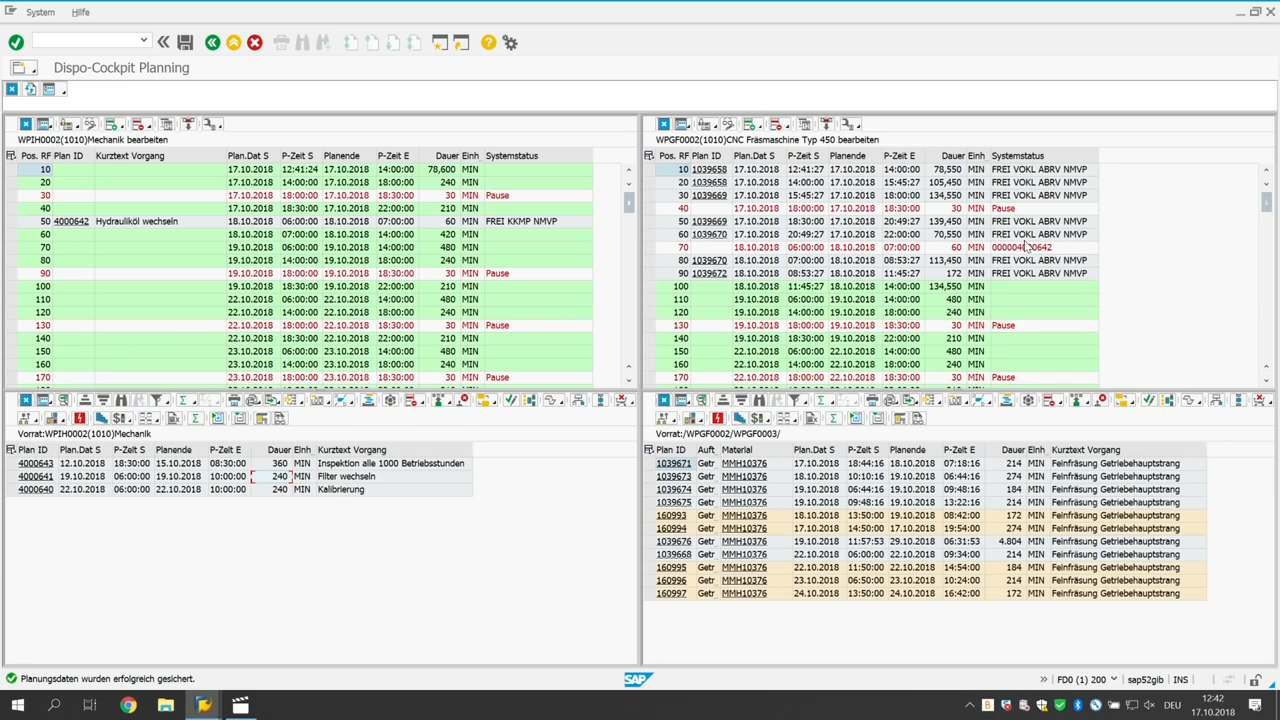 System Hilfe
Dispo-Cockpit Planning
WPIH0002(1010)Mechanik bearbeiten
Pos. RF Plan ID Kurztext Vorgang Plan.Dat S P-Zeit S Planende P-Zeit E Dauer Einh_ Systemstatus
10 17.10.2018 12:41:24 17.10.2018 14:00:00 78,600 MIN
20 17.10.2018 14:00:00 17.10.2018 18:00:00 240 MIN
30 17.10.2018 18:00:00 17.10.2018 18:30:00 30 MIN Pause
40 17.10.2018 18:30:00 17.10.2018 22:00:00 210 MIN
50 4000642 Hydrauliköl wechseln 18.10.2018 06:00:00 18.10.2018 07:00:00 60 MIN FREI KKMP NMVP
60 18.10.2018 07:00:00 18.10.2018 14:00:00 420 MIN
70 19.10.2018 06:00:00 19.10.2018 14:00:00 480 MIN
80 19.10.2018 14:00:00 19.10.2018 18:00:00 240 MIN
90 19.10.2018 18:00:00 19.10.2018 18:30:00 30 MIN Pause
100 19.10.2018 18:30:00 19.10.2018 22:00:00 210 MIN
110 22.10.2018 06:00:00 22.10.2018 14:00:00 480 MIN
120 22.10.2018 14:00:00 22.10.2018 18:00:00 240 MIN
130 22.10.2018 18:00:00 22.10.2018 18:30:00 30 MIN Pause
140 22.10.2018 18:30:00 22.10.2018 22:00:00 210 MIN
150 23.10.2018 06:00:00 23.10.2018 14:00:00 480 MIN
160 23.10.2018 14:00:00 23.10.2018 18:00:00 240 MIN
170 23.10.2018 18:00:00 23.10.2018 18:30:00 30 MIN Pause
WPGF0002(1010)CNC Fräsmaschine Typ 450 bearbeiten
Pos. RF Plan ID Plan.Dat S P-Zeit S Planende P-Zeit E Dauer Einh_ Systemstatus
10 1039658 17.10.2018 12:41:27 17.10.2018 14:00:00 78,550 MIN FREI VOKL ABRV NMVP
20 1039658 17.10.2018 14:00:00 17.10.2018 15:45:27 105,450 MIN FREI VOKL ABRV NMVP
30 1039669 17.10.2018 15:45:27 17.10.2018 18:00:00 134,550 MIN FREI VOKL ABRV NMVP
40 17.10.2018 18:00:00 17.10.2018 18:30:00 30 MIN Pause
50 1039669 17.10.2018 18:30:00 17.10.2018 20:49:27 139,450 MIN FREI VOKL ABRV NMVP
60 1039670 17.10.2018 20:49:27 17.10.2018 22:00:00 70,550 MIN FREI VOKL ABRV NMVP
70 18.10.2018 06:00:00 18.10.2018 07:00:00 60 MIN
80 1039670 18.10.2018 07:00:00 18.10.2018 08:53:27 113,450 MIN FREI VOKL ABRV NMVP
90 1039672 18.10.2018 08:53:27 18.10.2018 11:45:27 172 MIN FREI VOKL ABRV NMVP
100 18.10.2018 11:45:27 18.10.2018 14:00:00 134,550 MIN
110 19.10.2018 06:00:00 19.10.2018 14:00:00 480 MIN
120 19.10.2018 14:00:00 19.10.2018 18:00:00 240 MIN
130 19.10.2018 18:00:00 19.10.2018 18:30:00 30 MIN Pause
140 19.10.2018 18:30:00 19.10.2018 22:00:00 210 MIN
150 22.10.2018 06:00:00 22.10.2018 14:00:00 480 MIN
160 22.10.2018 14:00:00 22.10.2018 18:00:00 240 MIN
170 22.10.2018 18:00:00 22.10.2018 18:30:00 30 MIN Pause
Vorrat:WPIH0002(1010)Mechanik
Plan ID Plan.Dat S P-Zeit S Planende P-Zeit E Dauer Einh_ Kurztext Vorgang
4000643 12.10.2018 18:30:00 15.10.2018 08:30:00 360 MIN Inspektion alle 1000 Betriebsstunden
4000641 19.10.2018 06:00:00 19.10.2018 10:00:00 240 MIN Filter wechseln
4000640 22.10.2018 06:00:00 22.10.2018 10:00:00 240 MIN Kalibrierung
Vorrat:/WPGF0002/WPGF0003/
Plan ID Auft Material Plan.Dat S P-Zeit S Planende P-Zeit E Dauer Einh_ Kurztext Vorgang
1039671 Getr_ MMH10376 17.10.2018 18:44:16 18.10.2018 07:18:16 214 MIN Feinfräsung Getriebehauptstrang
1039673 Getr_ MMH10376 18.10.2018 10:10:16 19.10.2018 06:44:16 274 MIN Feinfräsung Getriebehauptstrang
1039674 Getr_ MMH10376 19.10.2018 06:44:16 19.10.2018 09:48:16 184 MIN Feinfräsung Getriebehauptstrang
1039675 Getr_ MMH10376 19.10.2018 09:48:16 19.10.2018 13:22:16 214 MIN Feinfräsung Getriebehauptstrang
160993 Getr_ MMH10376 18.10.2018 13:50:00 19.10.2018 08:42:00 172 MIN Feinfräsung Getriebehauptstrang
160994 Getr_ MMH10376 17.10.2018 14:50:00 17.10.2018 19:54:00 274 MIN Feinfräsung Getriebehauptstrang
1039676 Getr_ MMH10376 19.10.2018 11:57:53 29.10.2018 06:31:53 4.804 MIN Feinfräsung Getriebehauptstrang
1039668 Getr_ MMH10376 22.10.2018 06:00:00 22.10.2018 09:34:00 214 MIN Feinfräsung Getriebehauptstrang
160995 Getr_ MMH10376 22.10.2018 11:50:00 22.10.2018 14:54:00 184 MIN Feinfräsung Getriebehauptstrang
160996 Getr_ MMH10376 23.10.2018 06:50:00 23.10.2018 10:24:00 214 MIN Feinfräsung Getriebehauptstrang
160997 Getr_ MMH10376 24.10.2018 13:50:00 24.10.2018 16:42:00 172 MIN Feinfräsung Getriebehauptstrang
Planungsdaten wurden erfolgreich gesichert.
SAP
FD0 (1) 200 sap52gib INS
DEU
12:42
17.10.2018